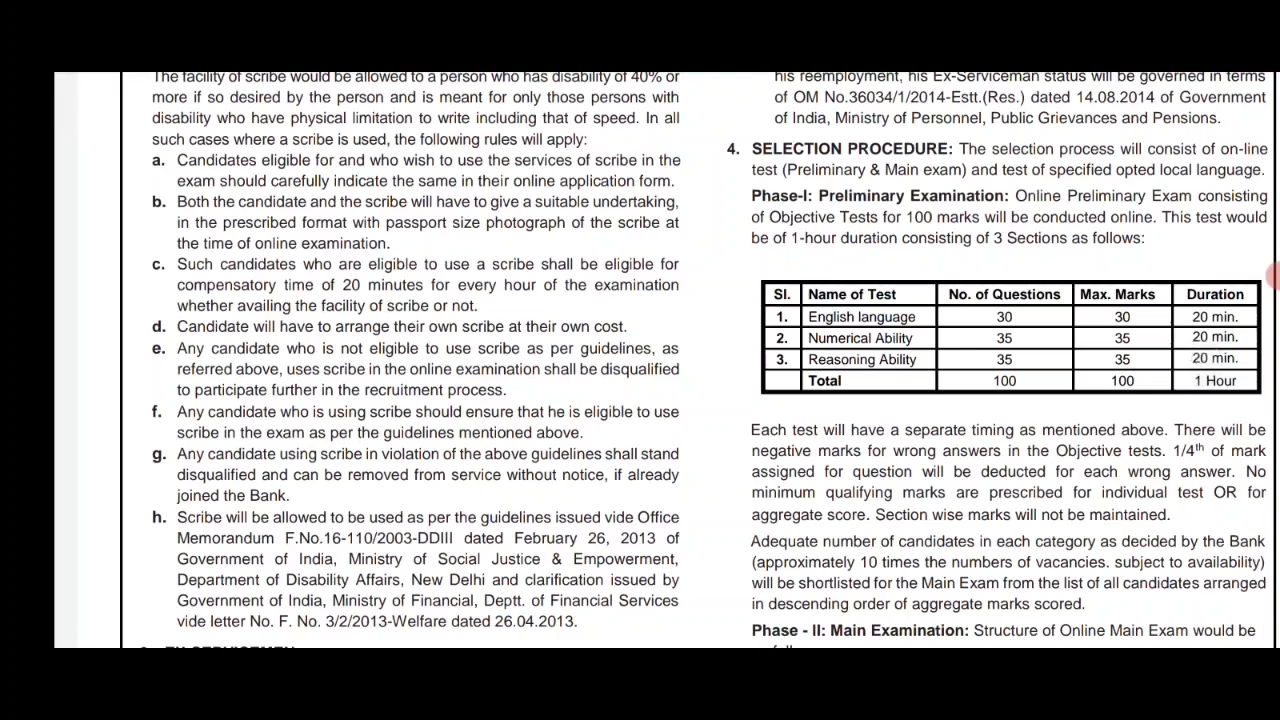 The facility of scribe would be allowed to a person who has disability of 40% or
more if so desired by the person and is meant for only those persons with
disability who have physical limitation to write including that of speed. In all
such cases where a scribe is used, the following rules will apply:
a. Candidates eligible for and who wish to use the services of scribe in the
exam should carefully indicate the same in their online application form.
b. Both the candidate and the scribe will have to give a suitable undertaking,
in the prescribed format with passport size photograph of the scribe at
the time of online examination.
c. Such candidates who are eligible to use a scribe shall be eligible for
compensatory time of 20 minutes for every hour of the examination
whether availing the facility of scribe or not.
d. Candidate will have to arrange their own scribe at their own cost.
e. Any candidate who is not eligible to use scribe as per guidelines, as
referred above, uses scribe in the online examination shall be disqualified
to participate further in the recruitment process.
f. Any candidate who is using scribe should ensure that he is eligible to use
scribe in the exam as per the guidelines mentioned above.
g. Any candidate using scribe in violation of the above guidelines shall stand
disqualified and can be removed from service without notice, if already
joined the Bank.
h. Scribe will be allowed to be used as per the guidelines issued vide Office
Memorandum F.No.16-110/2003-DDIII dated February 26, 2013 of
Government of India, Ministry of Social Justice & Empowerment,
Department of Disability Affairs, New Delhi and clarification issued by
Government of India, Ministry of Financial, Deptt. of Financial Services
vide letter No. F. No. 3/2/2013-Welfare dated 26.04.2013.
his reemployment, his Ex-Serviceman status will be governed in terms
of OM No.36034/1/2014-Estt.(Res.) dated 14.08.2014 of Government
of India, Ministry of Personnel, Public Grievances and Pensions.
4. SELECTION PROCEDURE: The selection process will consist of on-line
test (Preliminary & Main exam) and test of specified opted local language.
Phase-I: Preliminary Examination: Online Preliminary Exam consisting
of Objective Tests for 100 marks will be conducted online. This test would
be of 1-hour duration consisting of 3 Sections as follows:
Sl. Name of Test No. of Questions Max. Marks Duration
1. English language 30 30 20 min.
2. Numerical Ability 35 35 20 min.
3. Reasoning Ability 35 35 20 min.
Total 100 100 1 Hour
Each test will have a separate timing as mentioned above. There will be
negative marks for wrong answers in the Objective tests. 1/4th of mark
assigned for question will be deducted for each wrong answer. No
minimum qualifying marks are prescribed for individual test OR for
aggregate score. Section wise marks will not be maintained.
Adequate number of candidates in each category as decided by the Bank
(approximately 10 times the numbers of vacancies. subject to availability)
will be shortlisted for the Main Exam from the list of all candidates arranged
in descending order of aggregate marks scored.
Phase - II: Main Examination: Structure of Online Main Exam would be